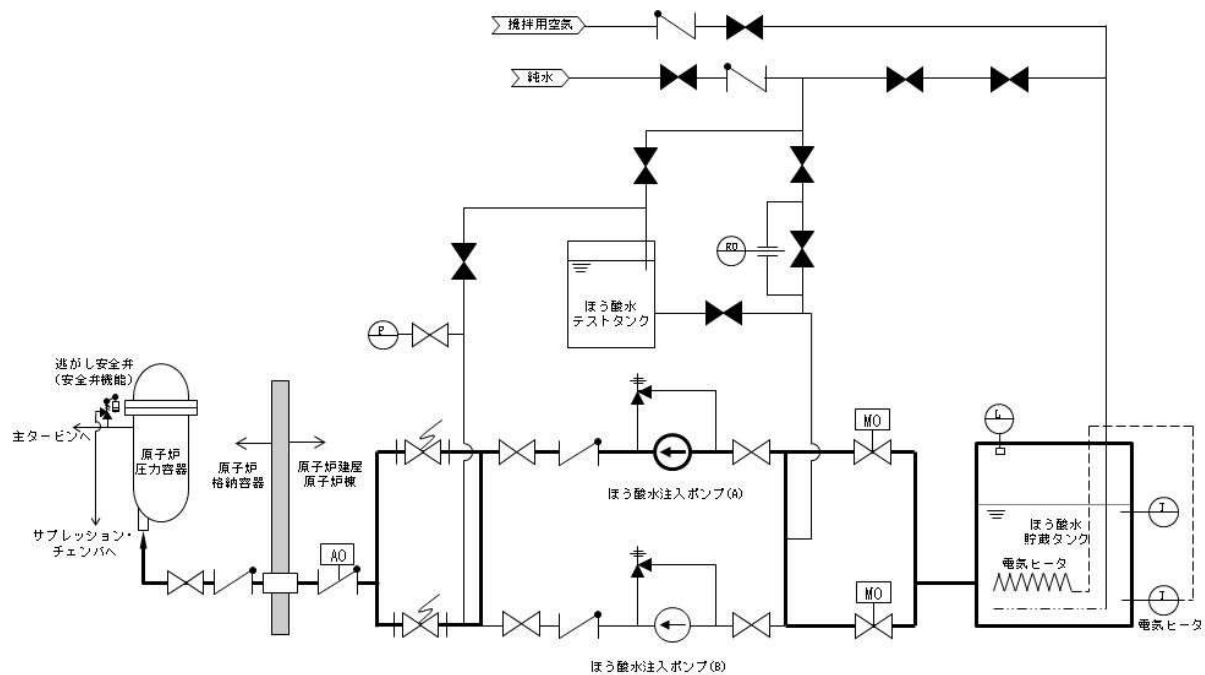 攪拌用空気
純水
RO
ほう酸水
テストタンク
P
逃がし安全弁
(安全弁機能)
主タービンへ
原子炉
圧力容器
原子炉
格納容器
原子炉建屋
原子炉棟
サプレッション・
チェンバへ
AO
MO
ほう酸水注入ポンプ(A)
L
T
ほう酸水
貯蔵タンク
電気ヒータ
MO
T
電気ヒータ
ほう酸水注入ポンプ(B)